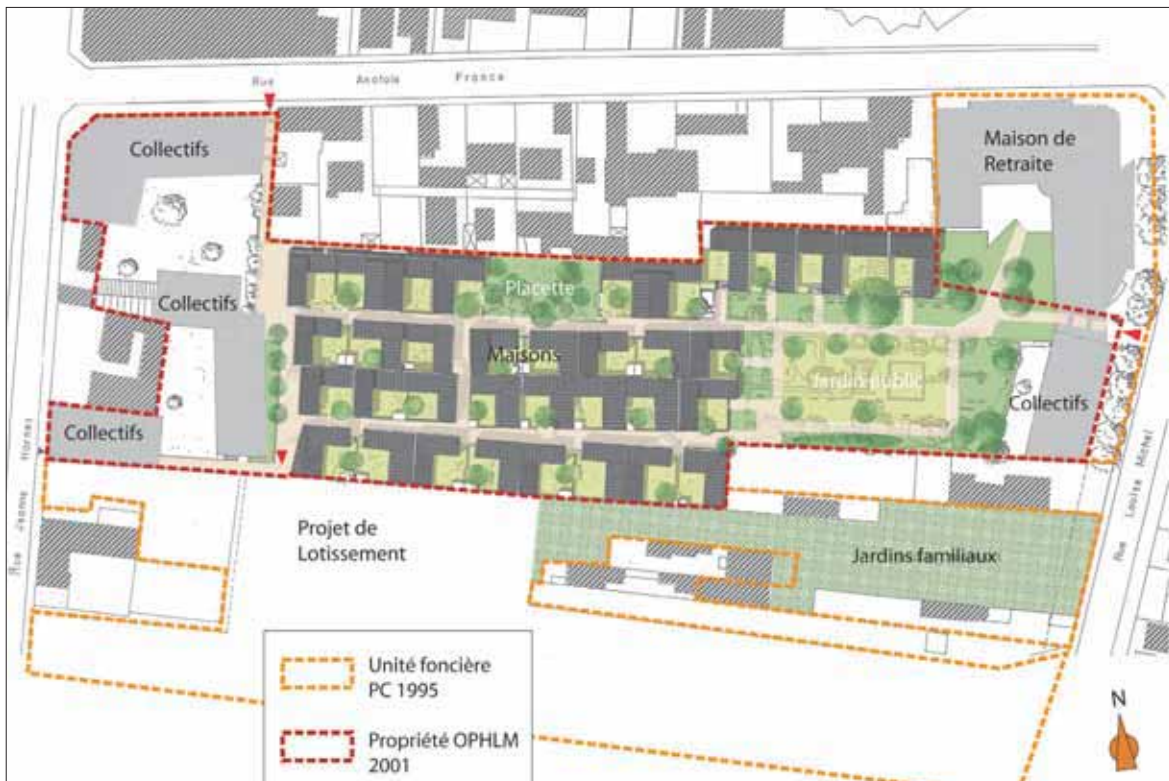 Rue Anatole France
Collectifs
Maison de
Retraite
Placette
Collectifs
Maisons
Jardin public
Collectifs
Collectifs
Rue Jeanne Hornet
Rue Louise Michel
Projet de
Lotissement
Jardins familiaux
Unité foncière
PC 1995
Propriété OPHLM
2001
N